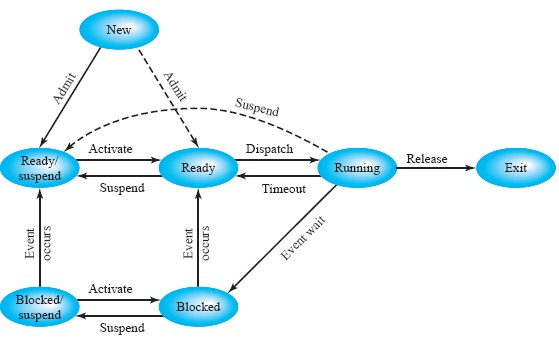 New
Admit
Admit
Suspend
Ready/
suspend
Activate
Suspend
Ready
Dispatch
Timeout
Running
Release
Exit
Event
occurs
Event
occurs
Event wait
Blocked/
suspend
Activate
Suspend
Blocked